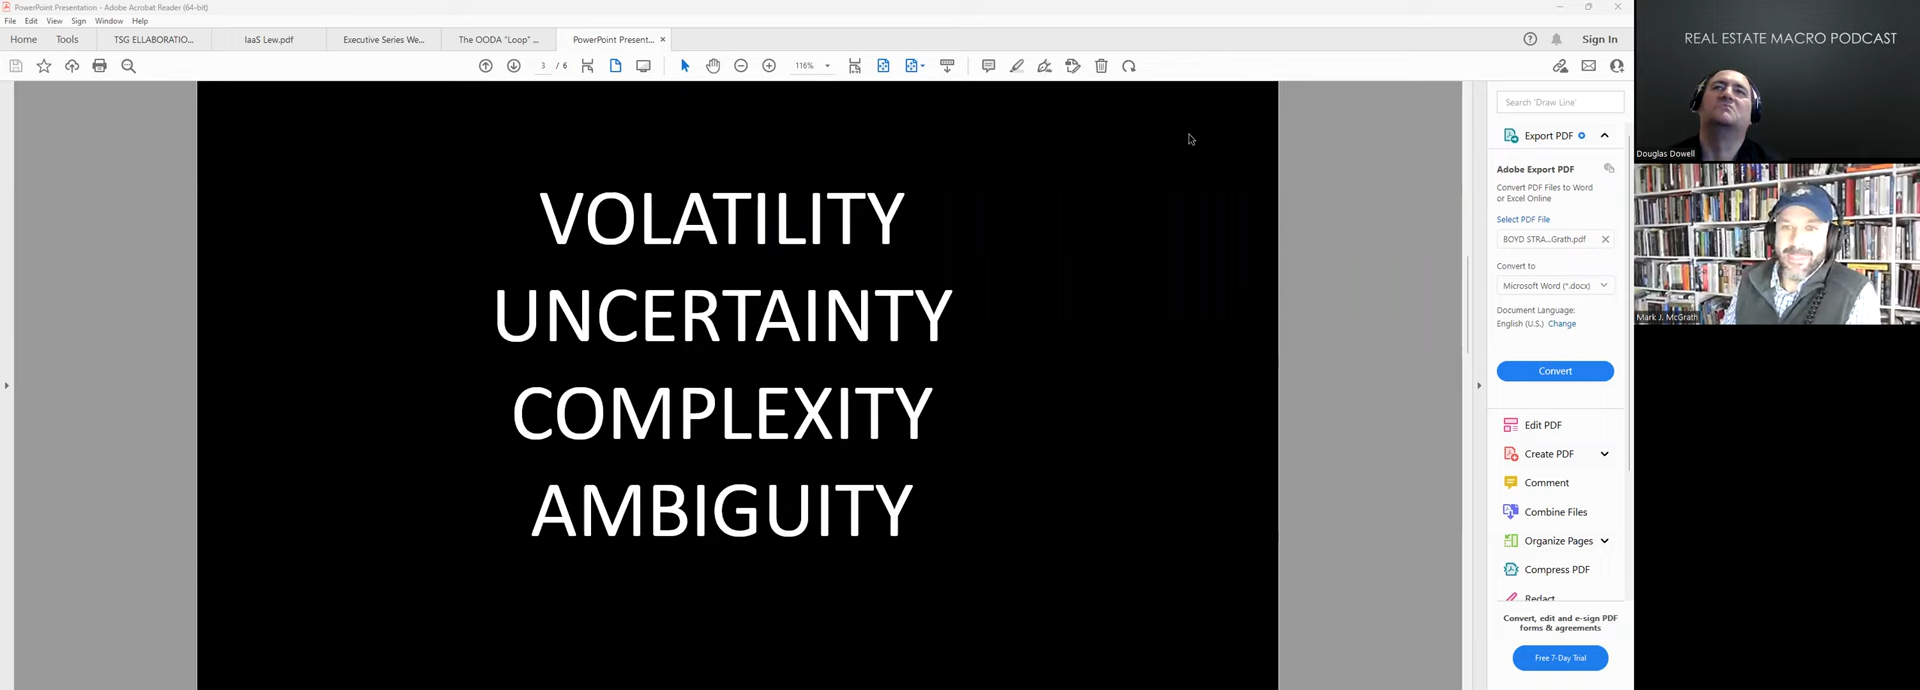 PowerPoint Presentation - Adobe Acrobat Reader (64-bit)
File Edit View Sign Window Help
Home Tools TSG ELLABORATIO... IaaS Lew.pdf Executive Series We... The OODA "Loop" ... PowerPoint Present... × Sign In
3 / 6 116%
VOLATILITY
UNCERTAINTY
COMPLEXITY
AMBIGUITY
Search 'Draw Line'
Export PDF
Adobe Export PDF
Convert PDF Files to Word
or Excel Online
Select PDF File
BOYD STRA...Grath.pdf
Convert to
Microsoft Word (*.docx)
Document Language:
English (U.S.) Change
Convert
Edit PDF
Create PDF
Comment
Combine Files
Organize Pages
Compress PDF
Redact
Convert, edit and e-sign PDF
forms & agreements
Free 7-Day Trial
REAL ESTATE MACRO PODCAST
Douglas Dowell
Mark J. McGrath